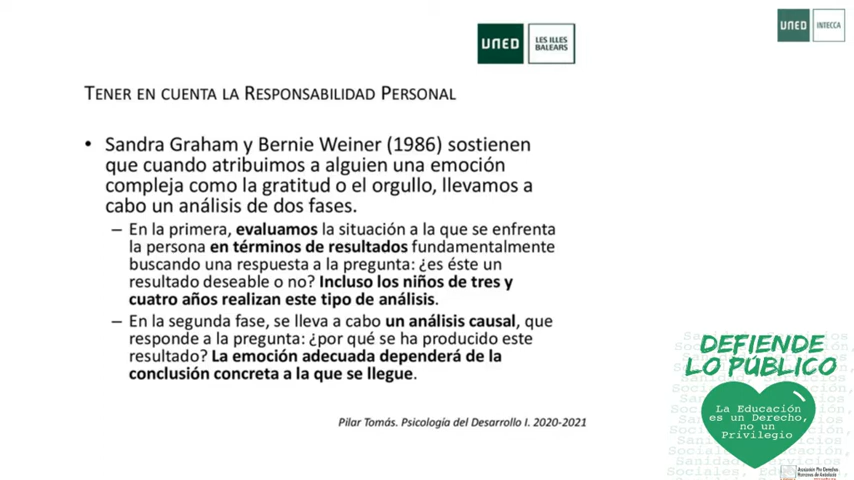 UNED
LES ILLES
BALEARS
UNED
INTECCA
TENER EN CUENTA LA RESPONSABILIDAD PERSONAL
• Sandra Graham y Bernie Weiner (1986) sostienen
que cuando atribuimos a alguien una emoción
compleja como la gratitud o el orgullo, llevamos a
cabo un análisis de dos fases.
– En la primera, evaluamos la situación a la que se enfrenta
la persona en términos de resultados fundamentalmente
buscando una respuesta a la pregunta: ¿es éste un
resultado deseable o no? Incluso los niños de tres y
cuatro años realizan este tipo de análisis.
– En la segunda fase, se lleva a cabo un análisis causal, que
responde a la pregunta: ¿por qué se ha producido este
resultado? La emoción adecuada dependerá de la
conclusión concreta a la que se llegue.
Pilar Tomás. Psicología del Desarrollo I. 2020-2021
DEFIENDE
LO PÚBLICO
La Educación
es un Derecho,
no un
Privilegio